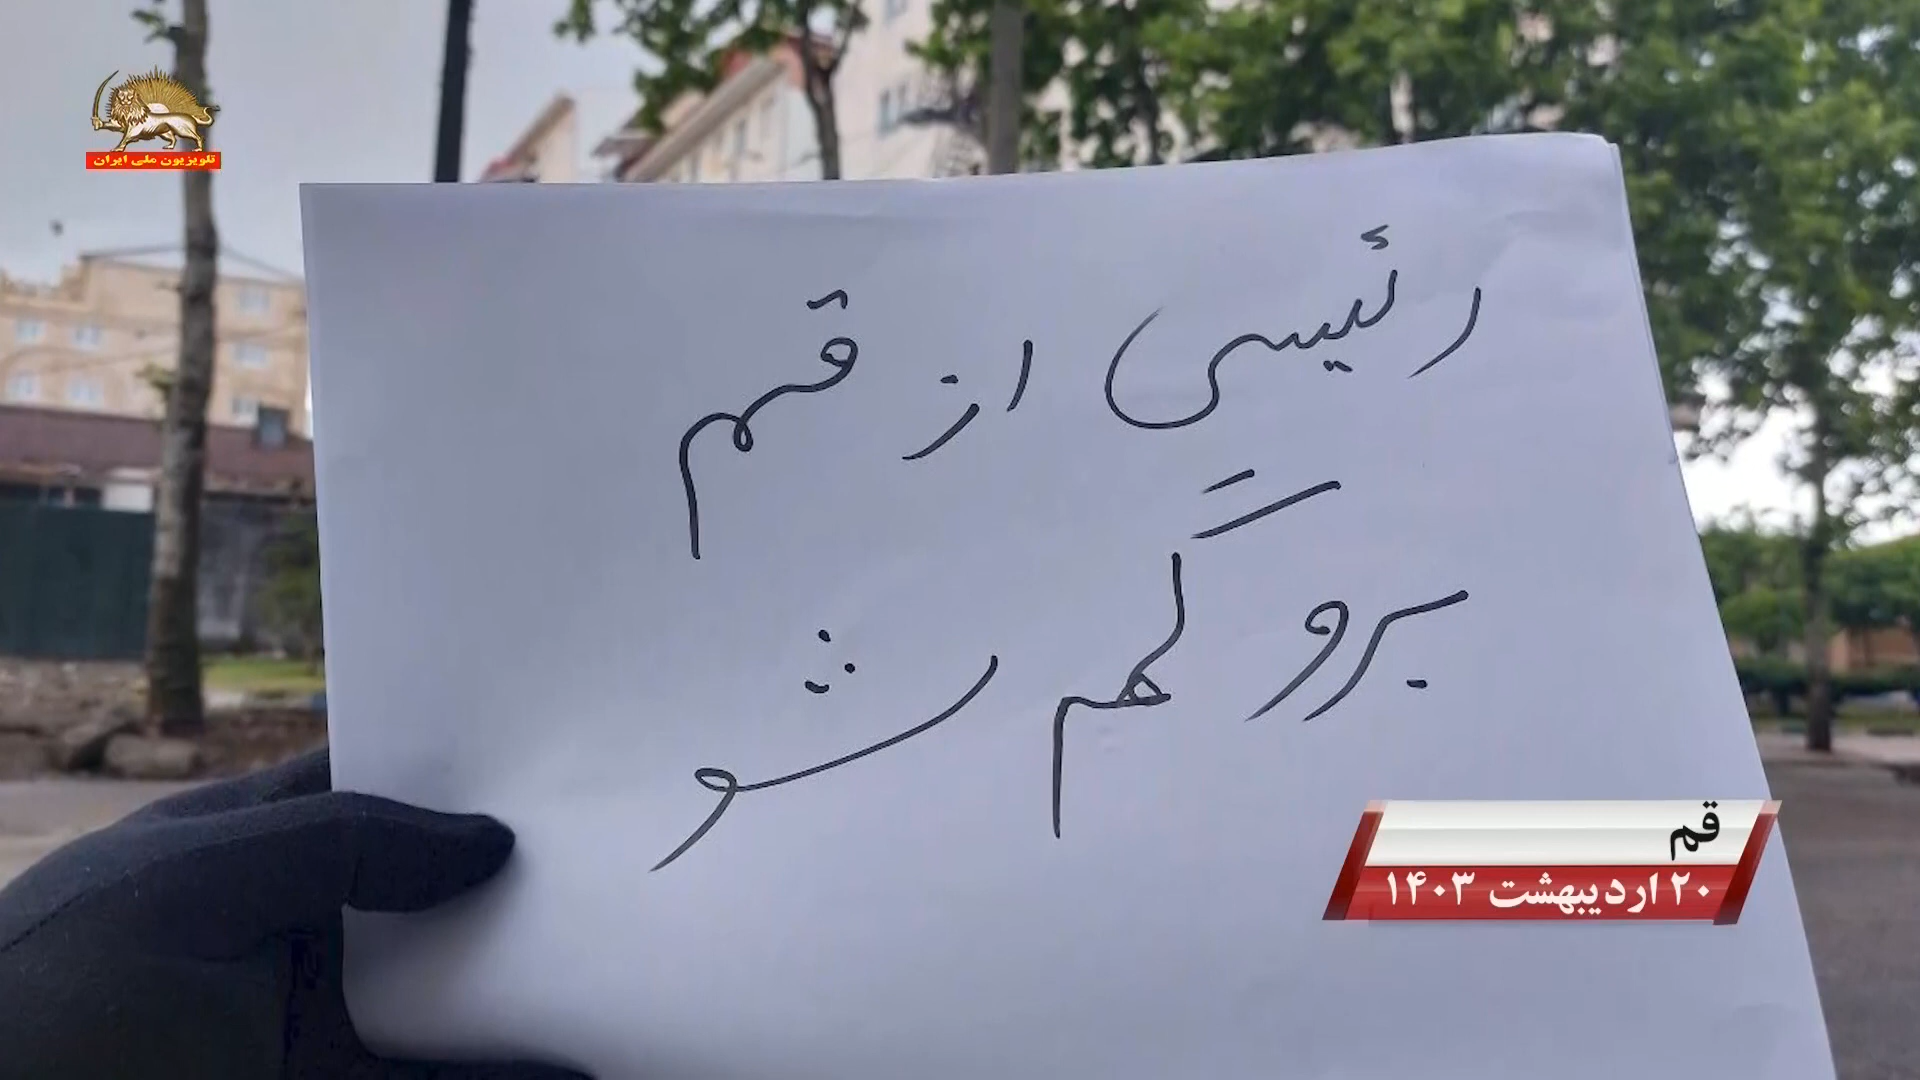 تلویزیون ملی ایران
رئیسی از قم
برو گم شو
قم
۲۰ اردیبهشت ۱۴۰۳